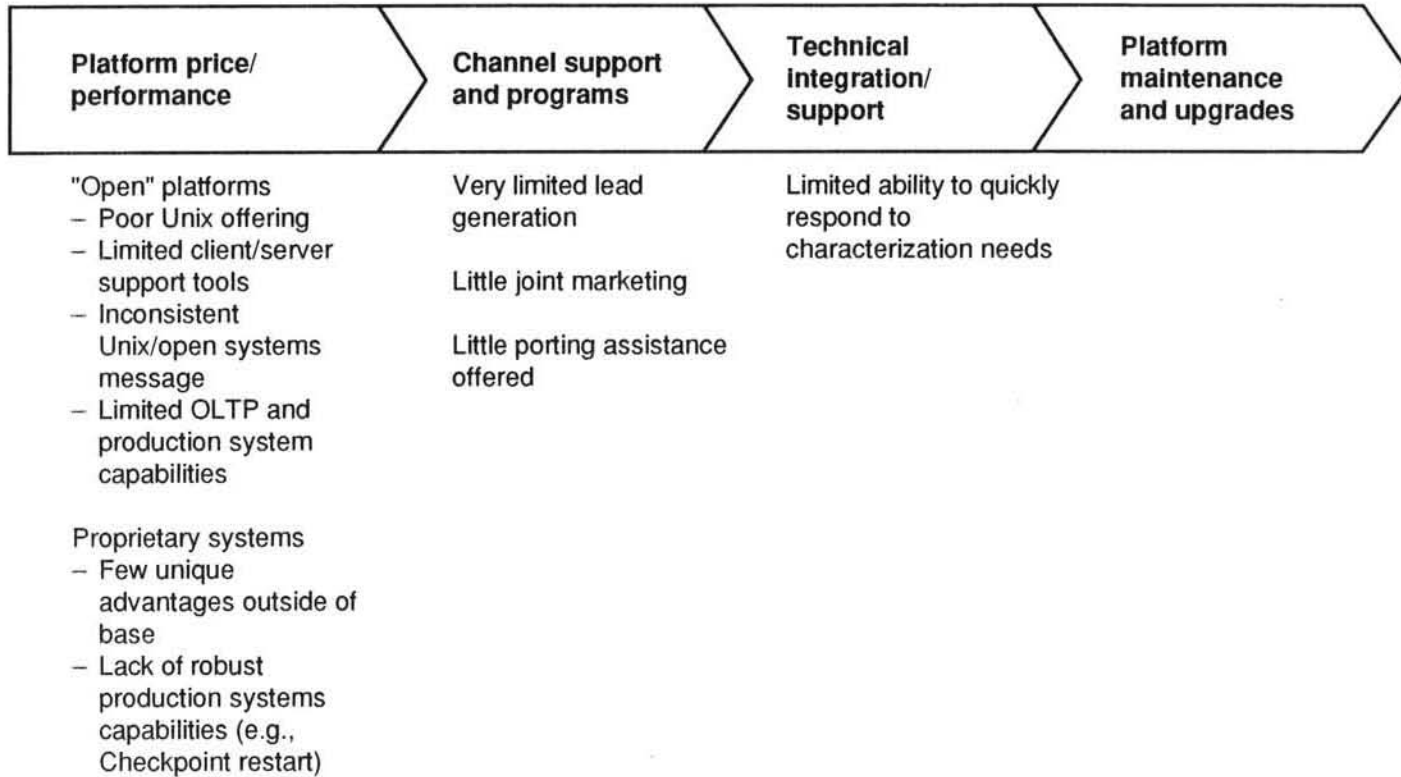 Platform price/
performance
Channel support
and programs
Technical
integration/
support
Platform
maintenance
and upgrades
"Open" platforms
– Poor Unix offering
– Limited client/server
support tools
– Inconsistent
Unix/open systems
message
– Limited OLTP and
production system
capabilities
Proprietary systems
– Few unique
advantages outside of
base
– Lack of robust
production systems
capabilities (e.g.,
Checkpoint restart)
Very limited lead
generation
Little joint marketing
Little porting assistance
offered
Limited ability to quickly
respond to
characterization needs